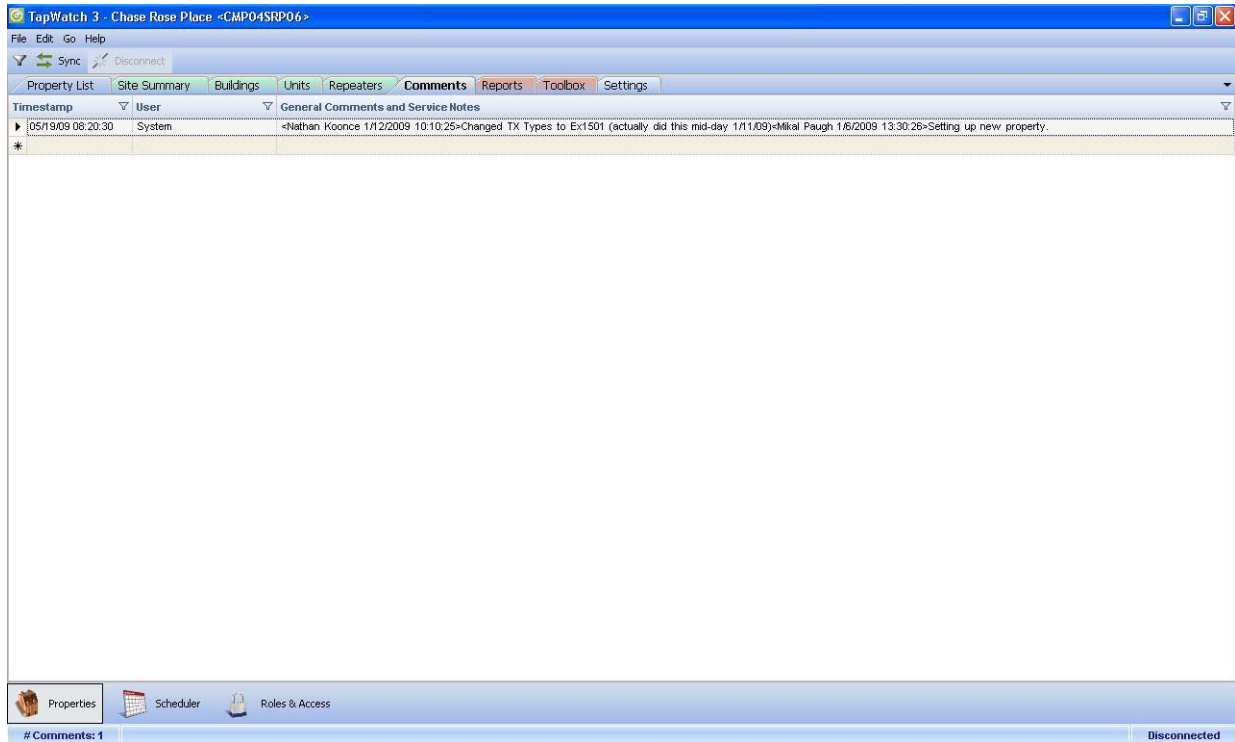 TapWatch 3 - Chase Rose Place <CMP04SRP06>
File Edit Go Help
Sync Disconnect
Property List Site Summary Buildings Units Repeaters Comments Reports Toolbox Settings
Timestamp User General Comments and Service Notes
05/19/09 08:20:30 System <Nathan Koonce 1/12/2009 10:10:25>Changed TX Types to Ex1501 (actually did this mid-day 1/11/09)<Mikal Paugh 1/6/2009 13:30:26>Setting up new property.
Properties Scheduler Roles & Access
# Comments: 1 Disconnected